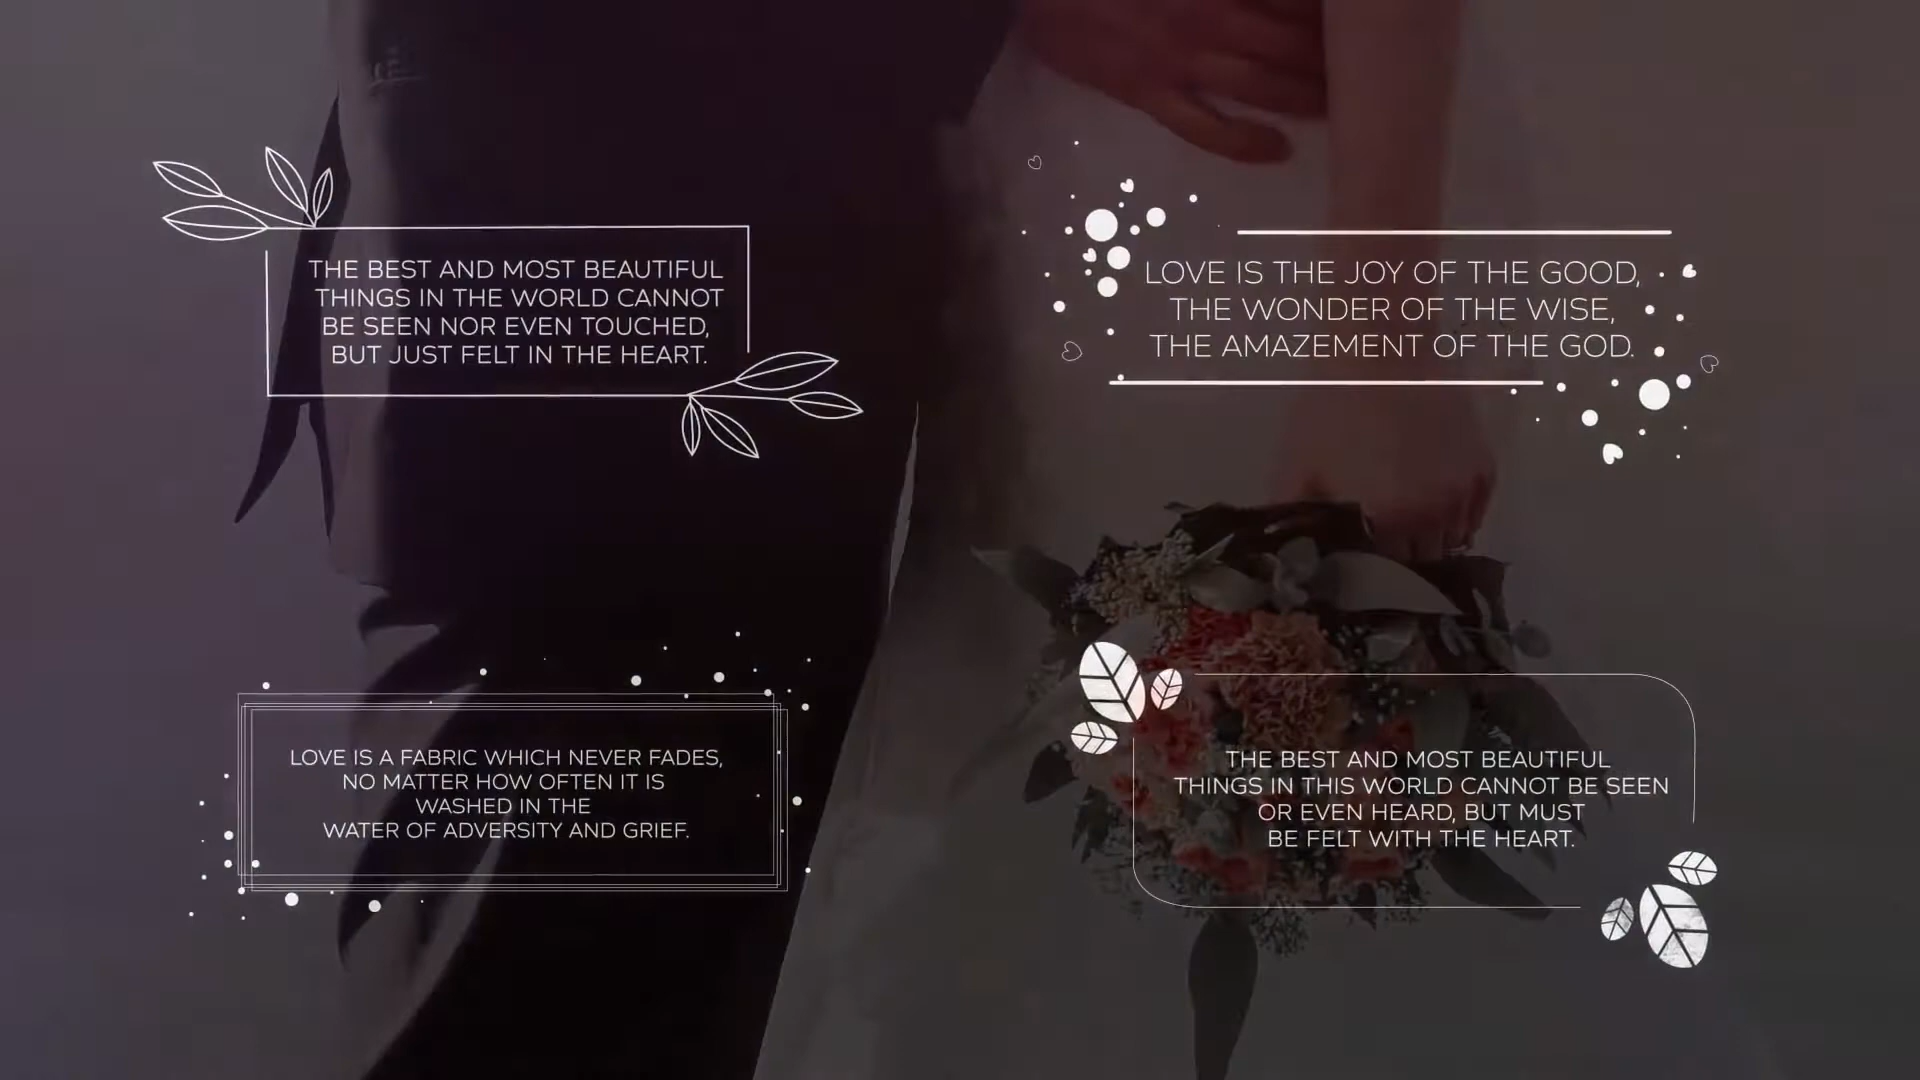 THE BEST AND MOST BEAUTIFUL
THINGS IN THE WORLD CANNOT
BE SEEN NOR EVEN TOUCHED,
BUT JUST FELT IN THE HEART.
LOVE IS THE JOY OF THE GOOD,
THE WONDER OF THE WISE,
THE AMAZEMENT OF THE GOD.
LOVE IS A FABRIC WHICH NEVER FADES,
NO MATTER HOW OFTEN IT IS
WASHED IN THE
WATER OF ADVERSITY AND GRIEF.
THE BEST AND MOST BEAUTIFUL
THINGS IN THIS WORLD CANNOT BE SEEN
OR EVEN HEARD, BUT MUST
BE FELT WITH THE HEART.